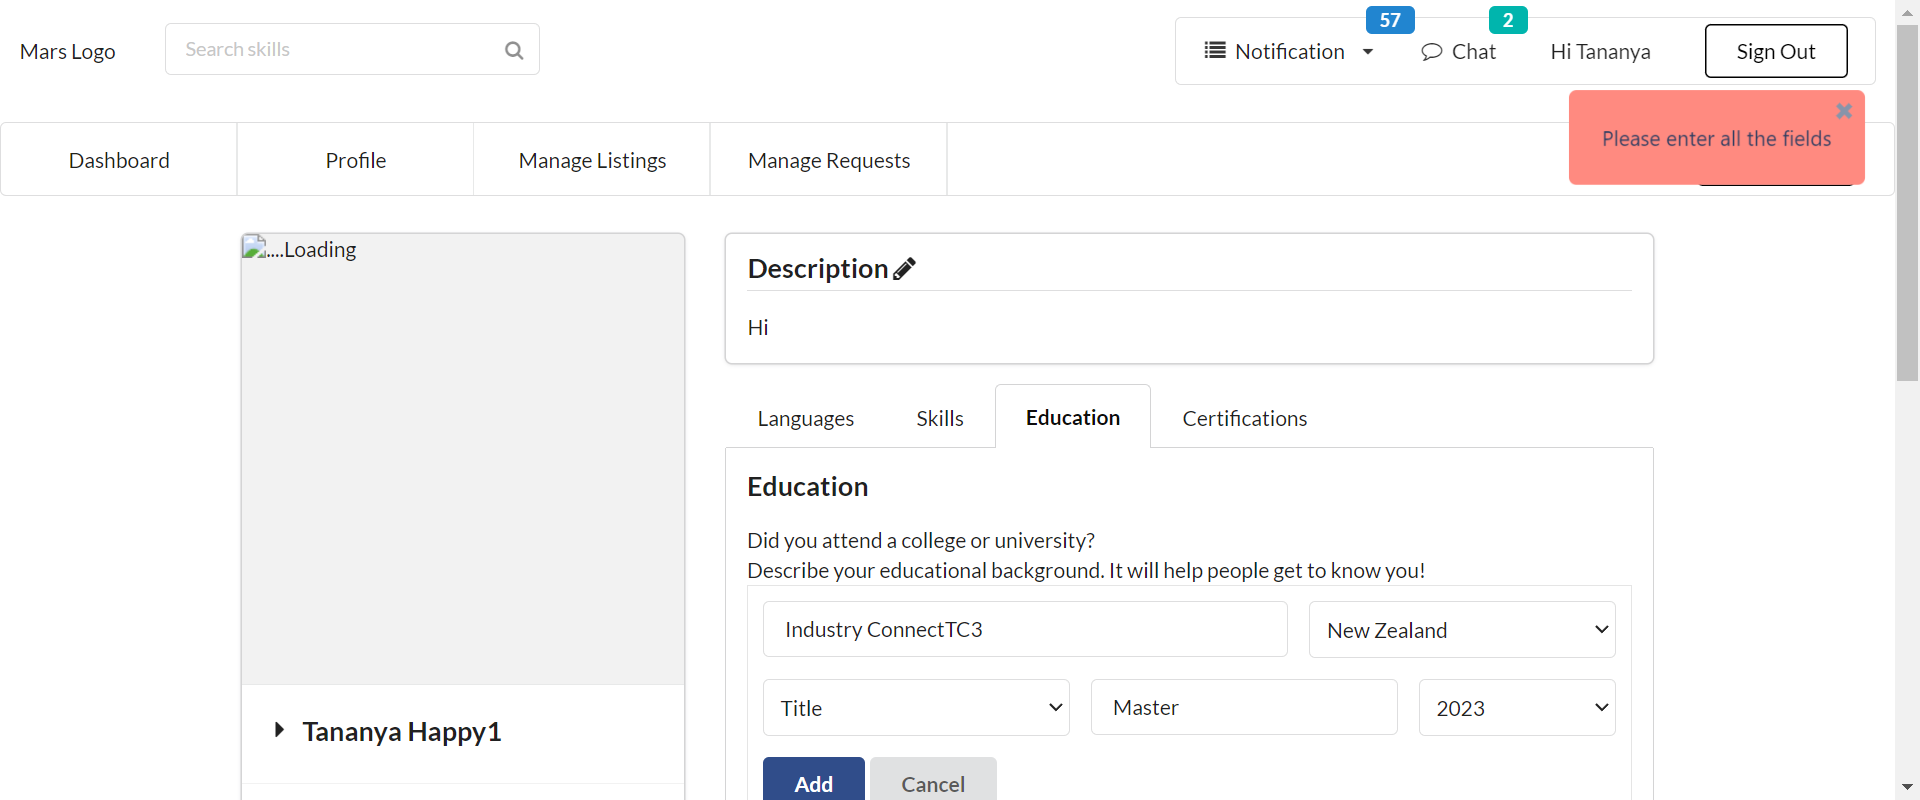 57
2
Mars Logo
Search skills
Notification
Chat
Hi Tananya
Sign Out
Please enter all the fields
Dashboard
Profile
Manage Listings
Manage Requests
....Loading
Description
Hi
Languages
Skills
Education
Certifications
Education
Did you attend a college or university?
Describe your educational background. It will help people get to know you!
Industry ConnectTC3
New Zealand
Title
Master
2023
Tananya Happy1
Add
Cancel